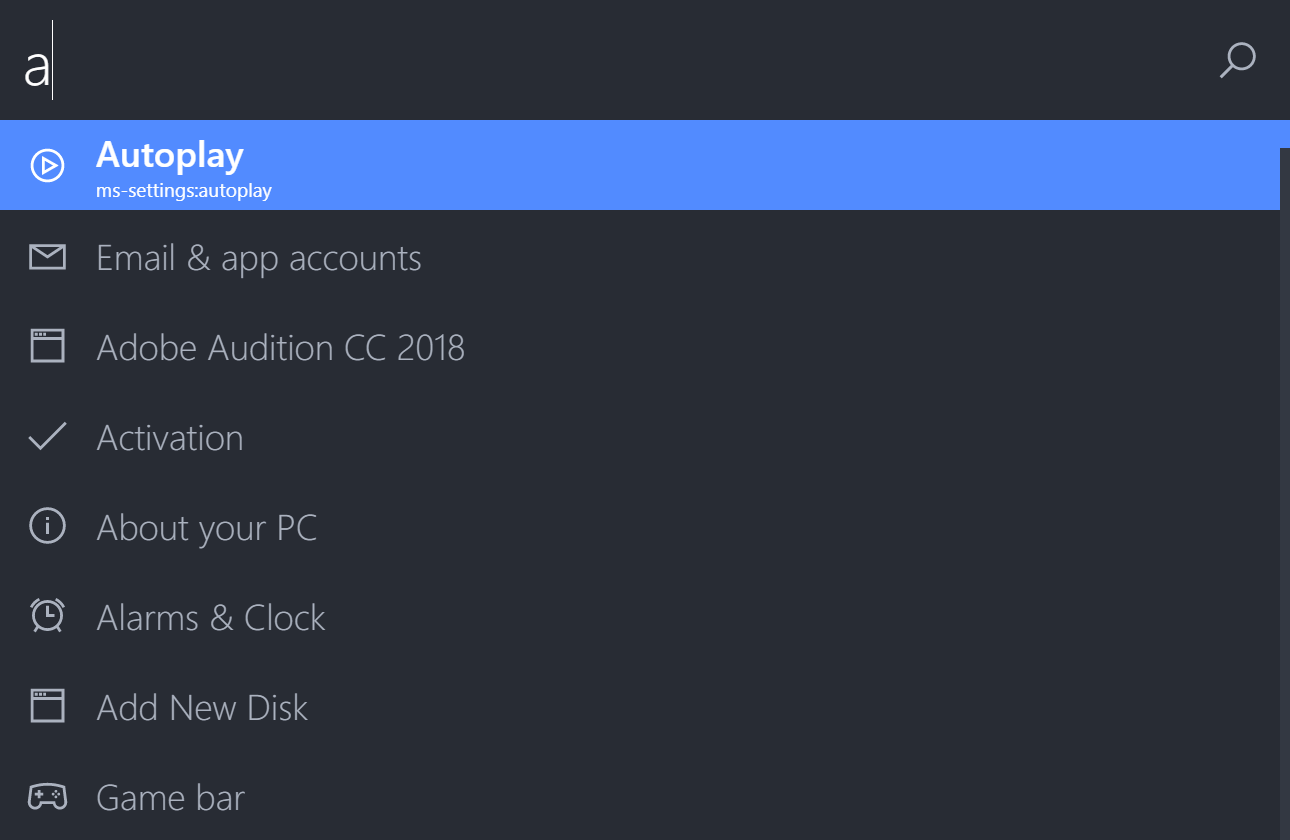 a
Autoplay
ms-settings:autoplay
Email & app accounts
Adobe Audition CC 2018
Activation
About your PC
Alarms & Clock
Add New Disk
Game bar